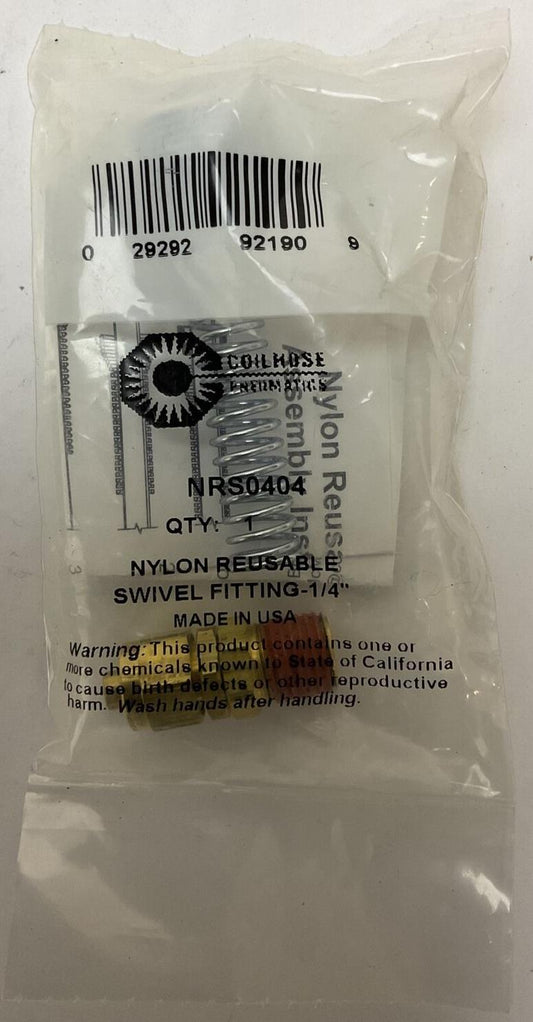 0 29292 92190 9
COILHOSE
PNEUMATICS
Nylon Reusa
Assembl Ins
NRS0404
QTY: 1
NYLON REUSABLE
SWIVEL FITTING-1/4"
MADE IN USA
Warning: This product contains one or
more chemicals known to State of California
to cause birth defects or other reproductive
harm. Wash hands after handling.